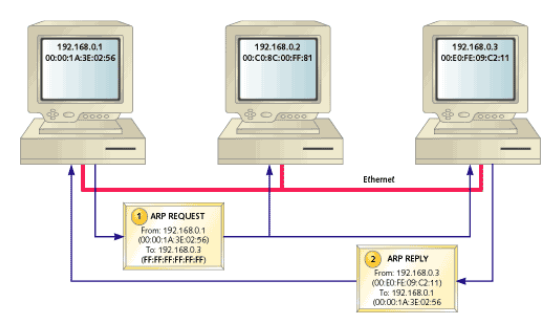 192.168.0.1
00:00:1A:3E:02:56
192.168.0.2
00:C0:8C:00:FF:81
192.168.0.3
00:E0:FE:09:C2:11
Ethernet
1 ARP REQUEST
From: 192.168.0.1
(00:00:1A:3E:02:56)
To: 192.168.0.3
(FF:FF:FF:FF:FF:FF)
2 ARP REPLY
From: 192.168.0.3
(00:E0:FE:09:C2:11)
To: 192.168.0.1
(00:00:1A:3E:02:56